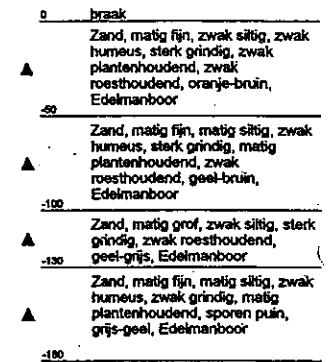 0 braak
Zand, matig fijn, zwak siltig, zwak
humeus, sterk grindig, zwak
plantenhoudend, zwak
roesthoudend, oranje-bruin,
Edelmanboor
-50
Zand, matig fijn, matig siltig, zwak
humeus, sterk grindig, matig
plantenhoudend, zwak
roesthoudend, geel-bruin,
Edelmanboor
-100
Zand, matig grof, zwak siltig, sterk
grindig, zwak roesthoudend,
geel-grijs, Edelmanboor
-130
Zand, matig fijn, matig siltig, zwak
humeus, zwak grindig, matig
plantenhoudend, sporen puin,
grijs-geel, Edelmanboor
-180